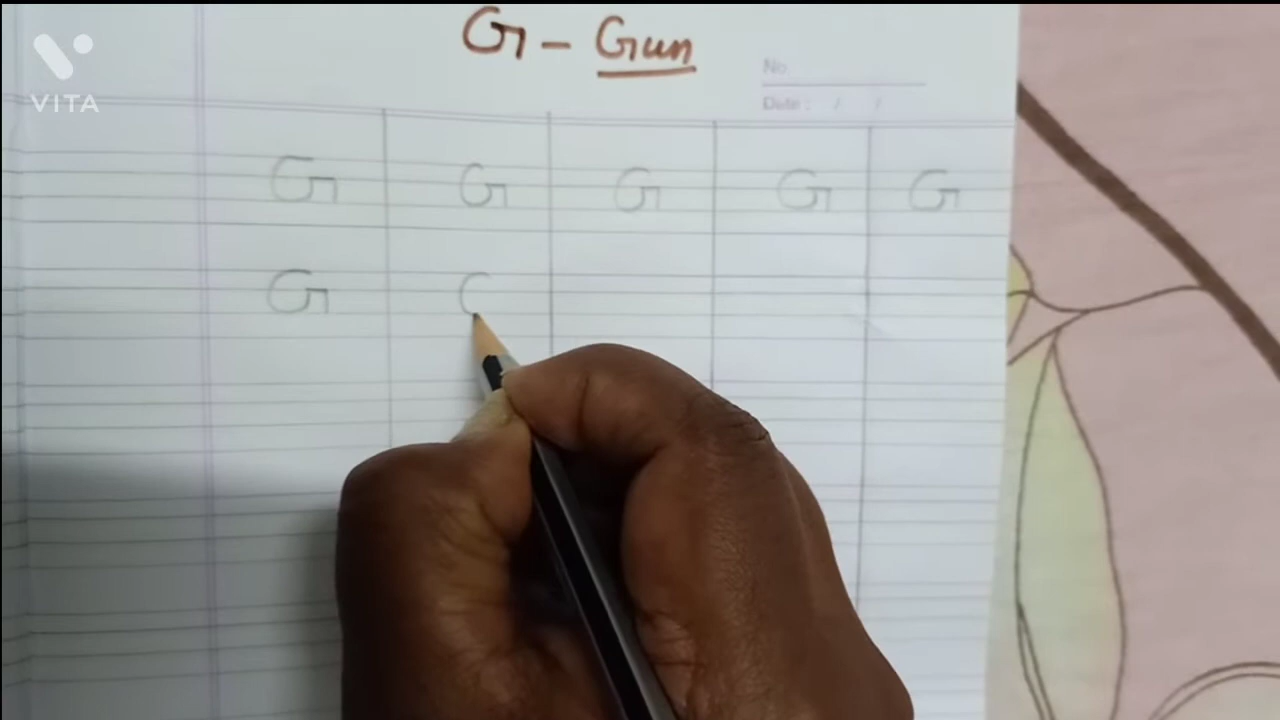 VITA
G - Gun
No
Date : / /
G G G G G
G C